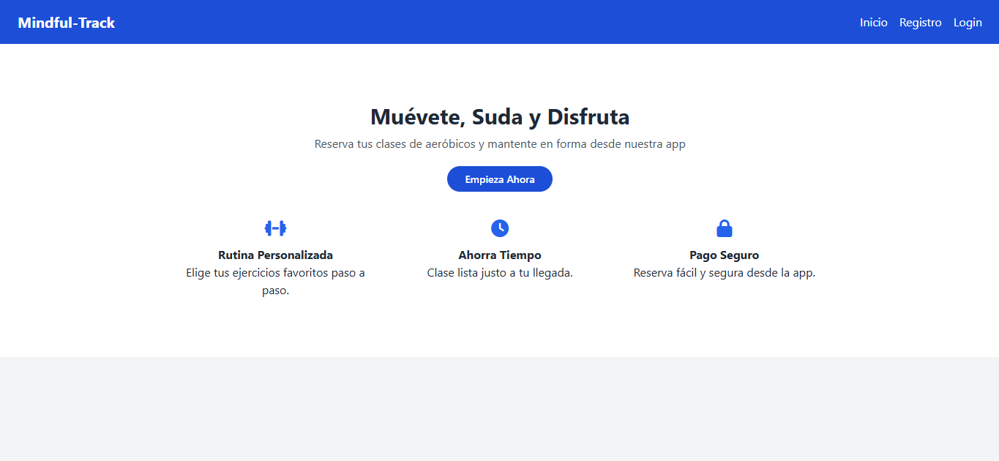 Mindful-Track
Inicio Registro Login
Muévete, Suda y Disfruta
Reserva tus clases de aeróbicos y mantente en forma desde nuestra app
Empieza Ahora
Rutina Personalizada
Elige tus ejercicios favoritos paso a
paso.
Ahorra Tiempo
Clase lista justo a tu llegada.
Pago Seguro
Reserva fácil y segura desde la app.